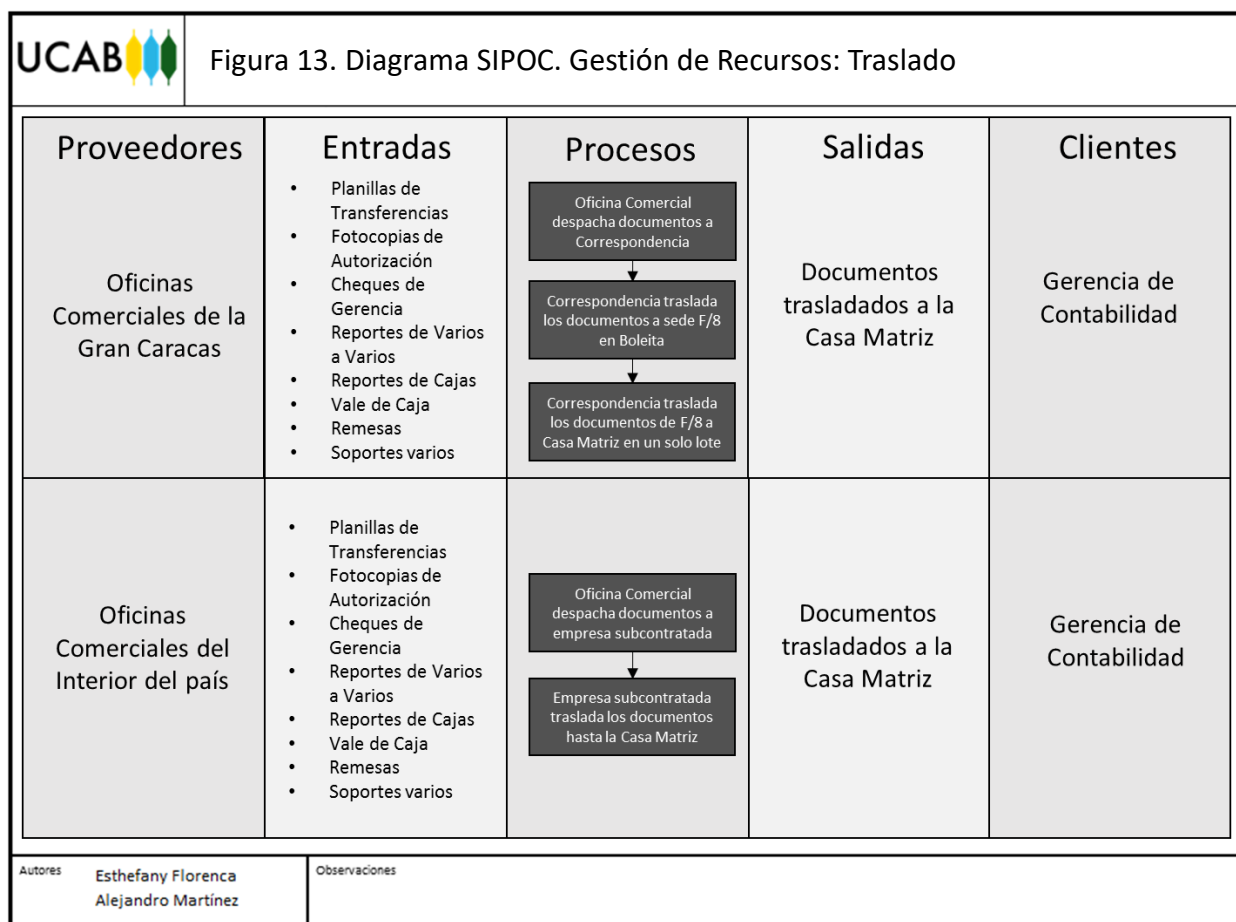 UCAB
Figura 13. Diagrama SIPOC. Gestión de Recursos: Traslado
Proveedores
Entradas
Procesos
Salidas
Clientes
Oficinas
Comerciales de la
Gran Caracas
• Planillas de
Transferencias
• Fotocopias de
Autorización
• Cheques de
Gerencia
• Reportes de Varios
a Varios
• Reportes de Cajas
• Vale de Caja
• Remesas
• Soportes varios
Oficina Comercial
despacha documentos a
Correspondencia
Correspondencia traslada
los documentos a sede F/8
en Boleita
Correspondencia traslada
los documentos de F/8 a
Casa Matriz en un solo lote
Documentos
trasladados a la
Casa Matriz
Gerencia de
Contabilidad
Oficinas
Comerciales del
Interior del país
• Planillas de
Transferencias
• Fotocopias de
Autorización
• Cheques de
Gerencia
• Reportes de Varios
a Varios
• Reportes de Cajas
• Vale de Caja
• Remesas
• Soportes varios
Oficina Comercial
despacha documentos a
empresa subcontratada
Empresa subcontratada
traslada los documentos
hasta la Casa Matriz
Documentos
trasladados a la
Casa Matriz
Gerencia de
Contabilidad
Autores
Esthefany Florenca
Alejandro Martínez
Observaciones